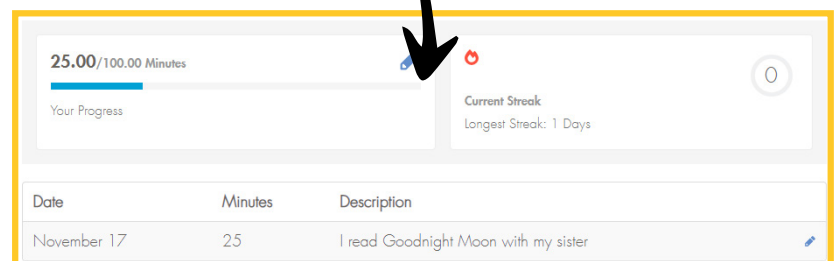 25.00/100.00 Minutes
Your Progress
0
Current Streak
Longest Streak: 1 Days
Date Minutes Description
November 17 25 I read Goodnight Moon with my sister